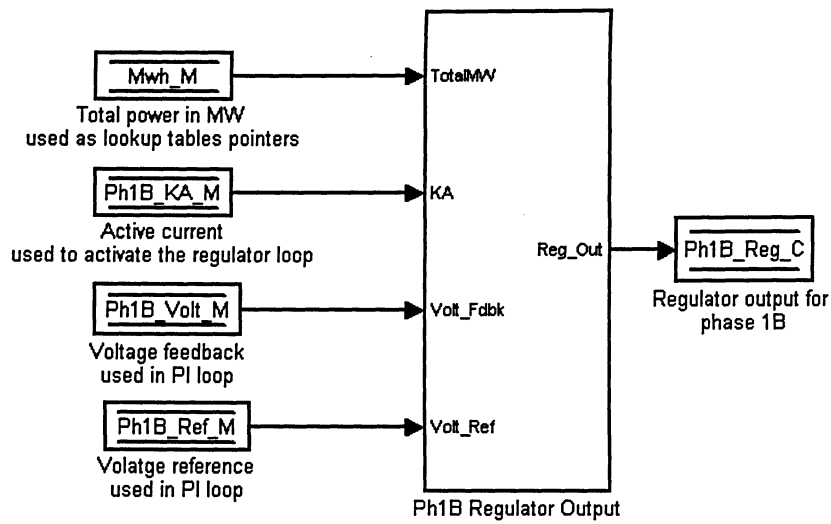 Mwh_M
Total power in MW
used as lookup tables pointers
Ph1B_KA_M
Active current
used to activate the regulator loop
Ph1B_Volt_M
Voltage feedback
used in PI loop
Ph1B_Ref_M
Volatge reference
used in PI loop
TotalMW
KA
Volt_Fdbk
Volt_Ref
Reg_Out
Ph1B Regulator Output
Ph1B_Reg_C
Regulator output for
phase 1B